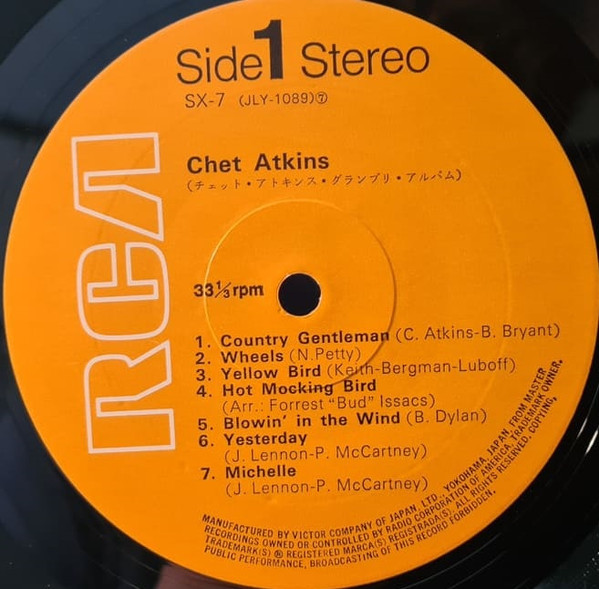 Side 1 Stereo
SX-7 (JLY-1089)⑦
RCA
Chet Atkins
(チェット・アトキンス・グランプリ・アルバム)
33⅓rpm
1. Country Gentleman (C. Atkins-B. Bryant)
2. Wheels (N.Petty)
3. Yellow Bird (Keith-Bergman-Luboff)
4. Hot Mocking Bird
(Arr.: Forrest "Bud" Issacs)
5. Blowin' in the Wind (B. Dylan)
6. Yesterday
(J. Lennon-P. McCartney)
7. Michelle
(J. Lennon-P. McCartney)
MANUFACTURED BY VICTOR COMPANY OF JAPAN, LTD., YOKOHAMA, JAPAN, FROM MASTER
RECORDINGS OWNED OR CONTROLLED BY RADIO CORPORATION OF AMERICA, TRADEMARK OWNER.
TRADEMARK(S) ® REGISTERED MARCA(S) REGISTRADA(S). ALL RIGHTS RESERVED. COPYING,
PUBLIC PERFORMANCE, BROADCASTING OF THIS RECORD FORBIDDEN.